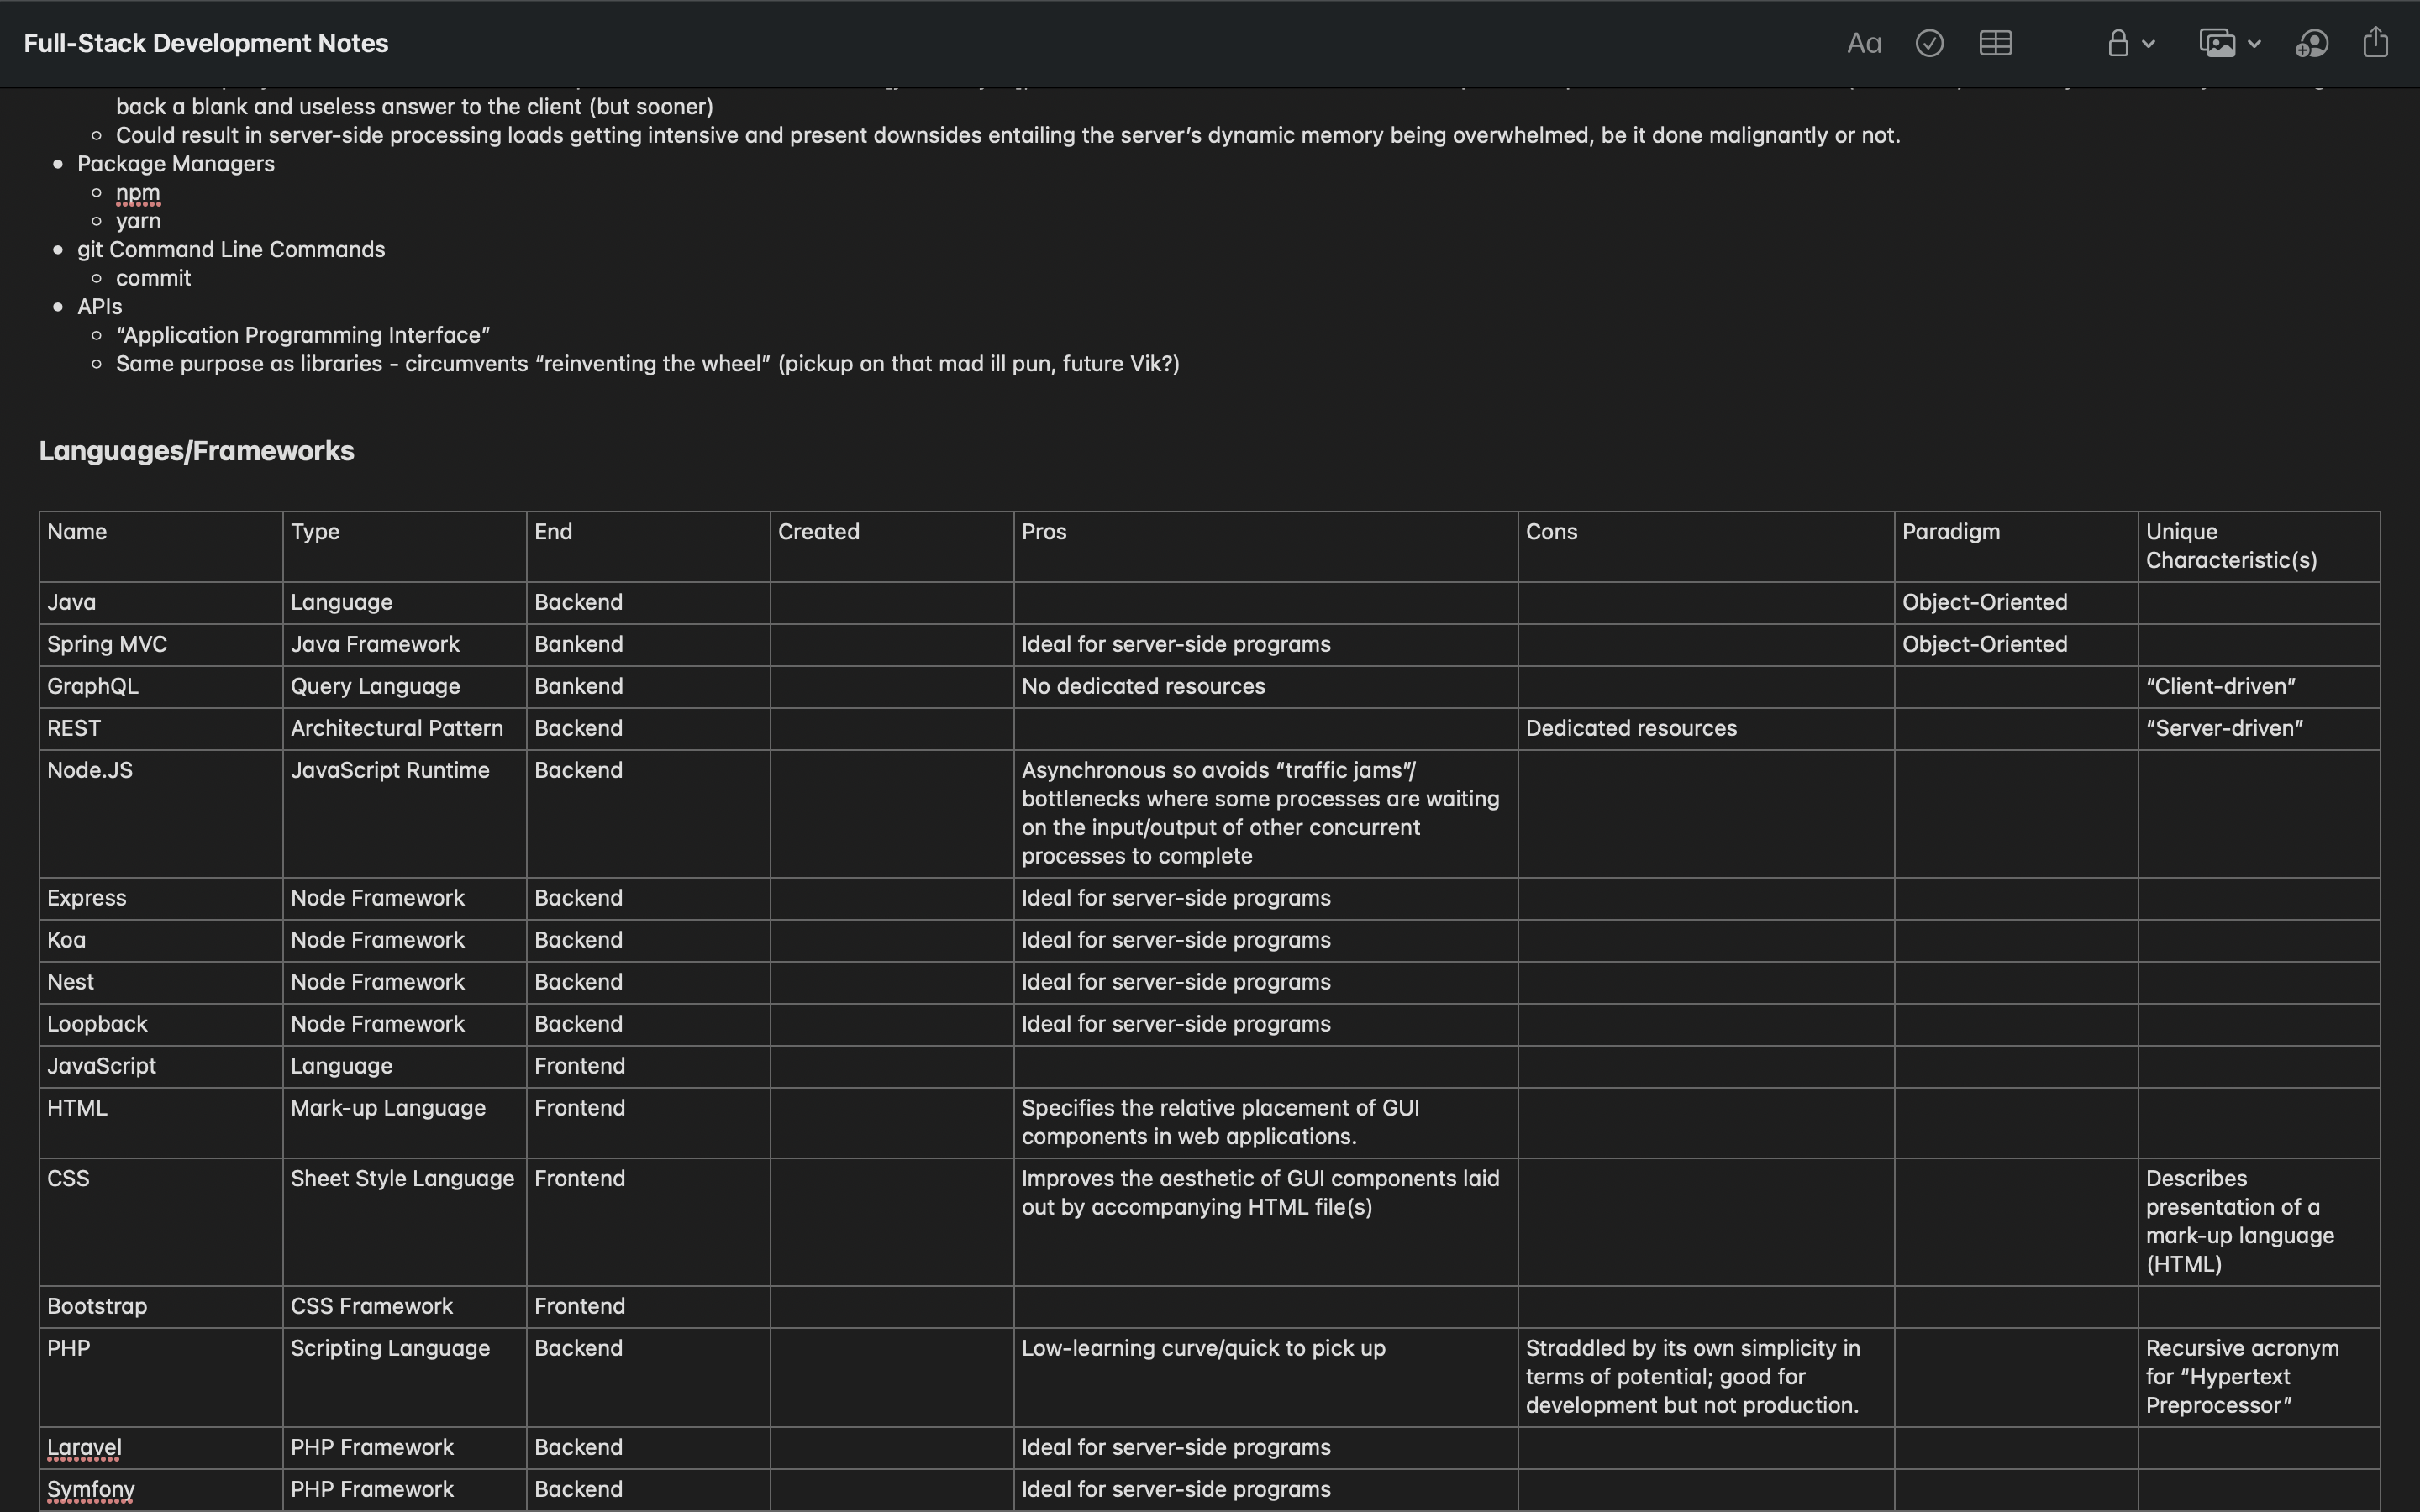 Full-Stack Development Notes
Aa
back a blank and useless answer to the client (but sooner)
Could result in server-side processing loads getting intensive and present downsides entailing the server’s dynamic memory being overwhelmed, be it done malignantly or not.
Package Managers
npm
yarn
git Command Line Commands
commit
APIs
“Application Programming Interface”
Same purpose as libraries - circumvents “reinventing the wheel” (pickup on that mad ill pun, future Vik?)
Languages/Frameworks
Name Type End Created Pros Cons Paradigm Unique
Characteristic(s)
Java Language Backend Object-Oriented
Spring MVC Java Framework Bankend Ideal for server-side programs Object-Oriented
GraphQL Query Language Bankend No dedicated resources “Client-driven”
REST Architectural Pattern Backend Dedicated resources “Server-driven”
Node.JS JavaScript Runtime Backend Asynchronous so avoids “traffic jams”/
bottlenecks where some processes are waiting
on the input/output of other concurrent
processes to complete
Express Node Framework Backend Ideal for server-side programs
Koa Node Framework Backend Ideal for server-side programs
Nest Node Framework Backend Ideal for server-side programs
Loopback Node Framework Backend Ideal for server-side programs
JavaScript Language Frontend
HTML Mark-up Language Frontend Specifies the relative placement of GUI
components in web applications.
CSS Sheet Style Language Frontend Improves the aesthetic of GUI components laid Describes
out by accompanying HTML file(s) presentation of a
mark-up language
(HTML)
Bootstrap CSS Framework Frontend
PHP Scripting Language Backend Low-learning curve/quick to pick up Straddled by its own simplicity in Recursive acronym
terms of potential; good for for “Hypertext
development but not production. Preprocessor”
Laravel PHP Framework Backend Ideal for server-side programs
Symfony PHP Framework Backend Ideal for server-side programs